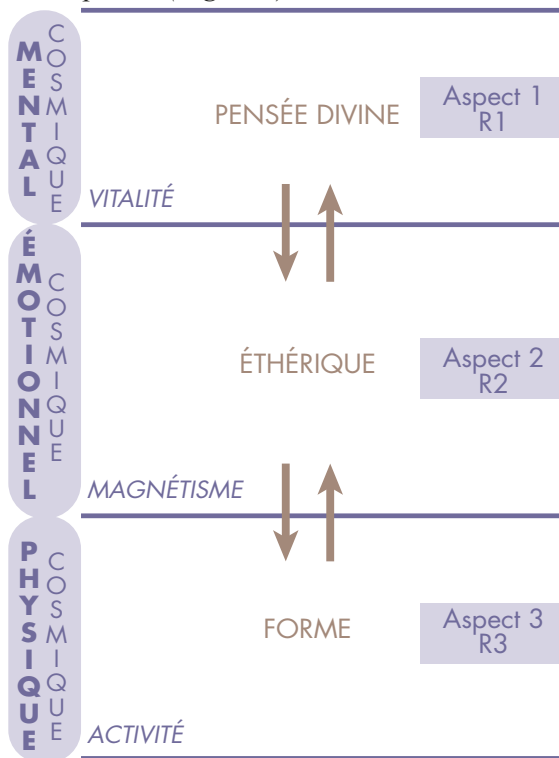 MENTAL
COSMIQUE
PENSÉE DIVINE
Aspect 1
R1
VITALITÉ
ÉMOTIONNEL
COSMIQUE
ÉTHÉRIQUE
Aspect 2
R2
MAGNÉTISME
PHYSIQUE
COSMIQUE
FORME
Aspect 3
R3
ACTIVITÉ